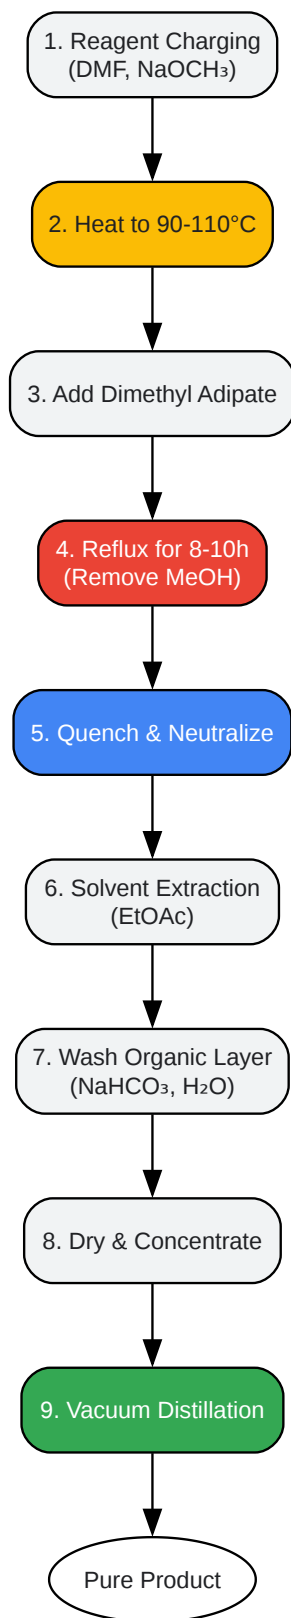 1. Reagent Charging
(DMF, NaOCH₃)
2. Heat to 90-110°C
3. Add Dimethyl Adipate
4. Reflux for 8-10h
(Remove MeOH)
5. Quench & Neutralize
6. Solvent Extraction
(EtOAc)
7. Wash Organic Layer
(NaHCO₃, H₂O)
8. Dry & Concentrate
9. Vacuum Distillation
Pure Product